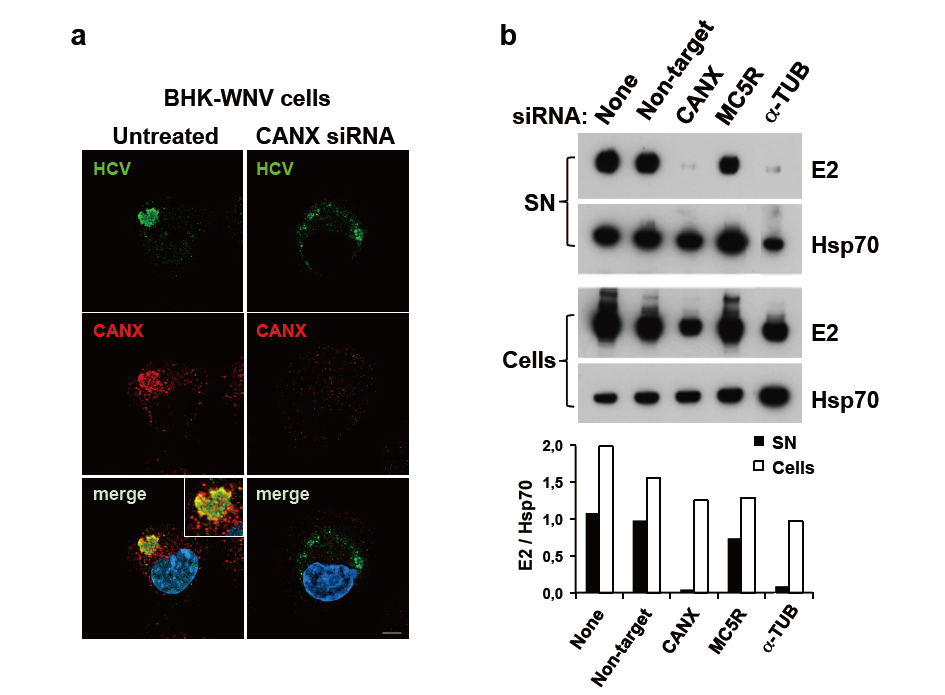 a
BHK-WNV cells
Untreated CANX siRNA
HCV HCV
CANX CANX
merge merge
b
siRNA: None Non-target CANX MC5R α-TUB
SN
E2
Hsp70
Cells
E2
Hsp70
SN
Cells
E2 / Hsp70
2,0
1,5
1,0
0,5
0,0
None Non-target CANX MC5R α-TUB